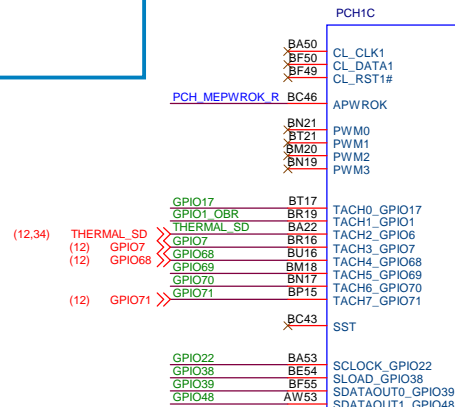 PCH1C
BA50 CL_CLK1
BF50 CL_DATA1
BF49 CL_RST1#
PCH_MEPWROK_R BC46 APWROK
BN21 PWM0
BT21 PWM1
BM20 PWM2
BN19 PWM3
GPIO17 BT17 TACH0_GPIO17
GPIO1_OBR BR19 TACH1_GPIO1
(12,34) THERMAL_SD THERMAL_SD BA22 TACH2_GPIO6
(12) GPIO7 GPIO7 BR16 TACH3_GPIO7
(12) GPIO68 GPIO68 BU16 TACH4_GPIO68
GPIO69 BM18 TACH5_GPIO69
GPIO70 BN17 TACH6_GPIO70
(12) GPIO71 GPIO71 BP15 TACH7_GPIO71
BC43 SST
GPIO22 BA53 SCLOCK_GPIO22
GPIO38 BE54 SLOAD_GPIO38
GPIO39 BF55 SDATAOUT0_GPIO39
GPIO48 AW53 SDATAOUT1_GPIO48